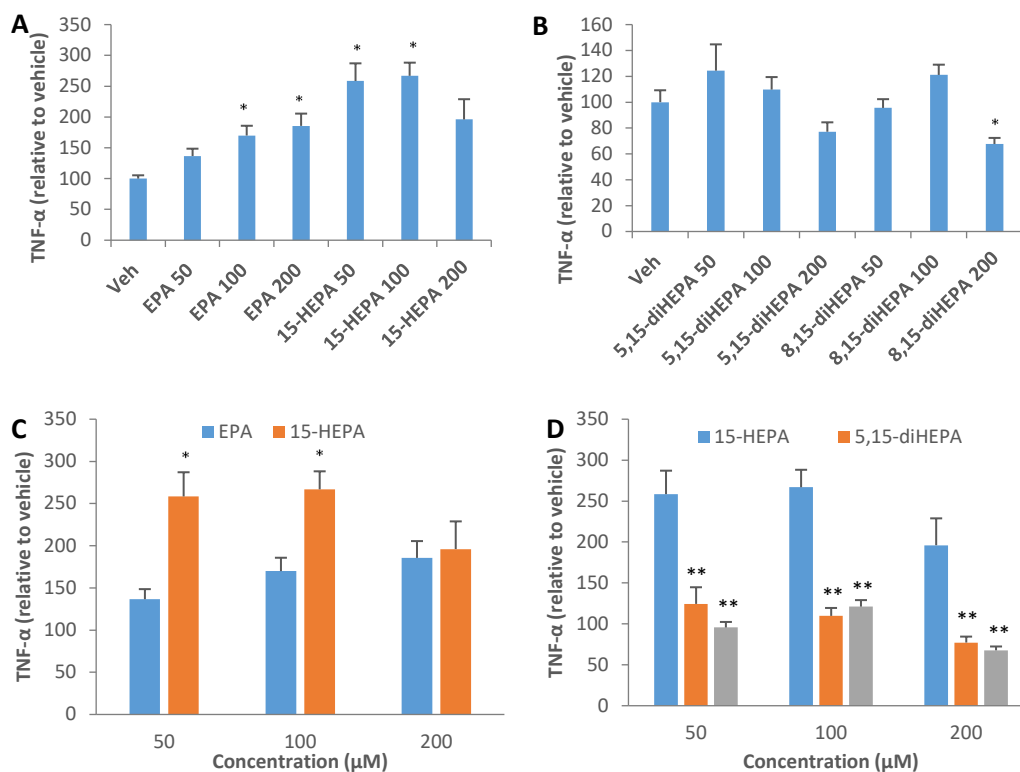 A
TNF-α (relative to vehicle)
350
300
250
200
150
100
50
0
*
*
*
*
Veh
EPA 50
EPA 100
EPA 200
15-HEPA 50
15-HEPA 100
15-HEPA 200
B
TNF-α (relative to vehicle)
160
140
120
100
80
60
40
20
0
*
Veh
5,15-diHEPA 50
5,15-diHEPA 100
5,15-diHEPA 200
8,15-diHEPA 50
8,15-diHEPA 100
8,15-diHEPA 200
C
EPA 15-HEPA
TNF-α (relative to vehicle)
350
300
250
200
150
100
50
0
*
*
50 100 200
Concentration (µM)
D
15-HEPA 5,15-diHEPA
TNF-α (relative to vehicle)
350
300
250
200
150
100
50
0
**
**
**
**
**
**
50 100 200
Concentration (µM)